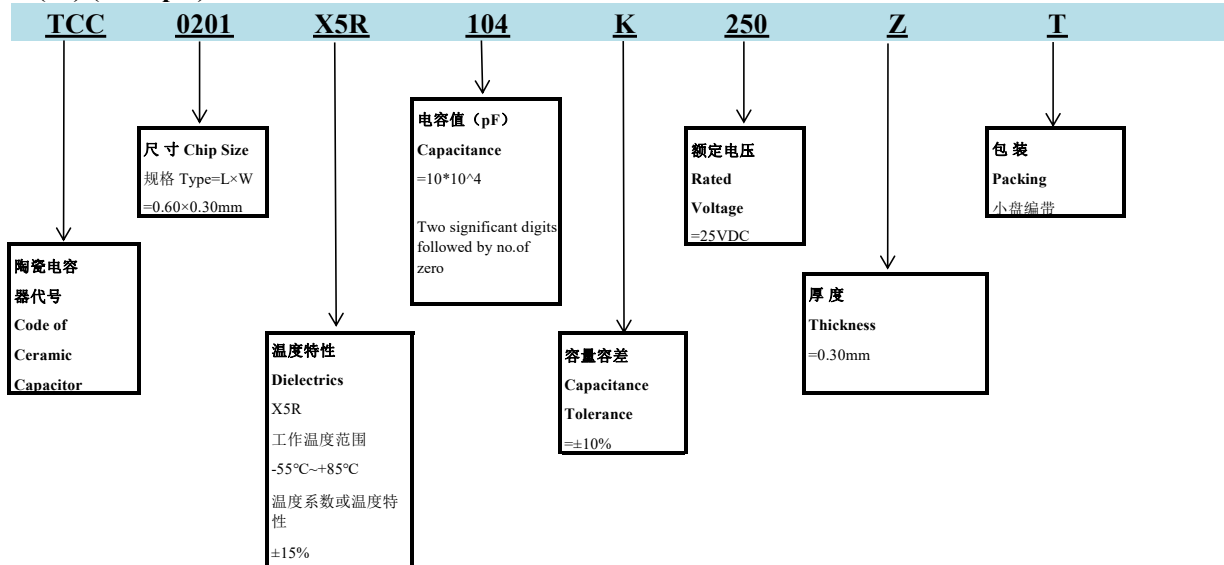 TCC 0201 X5R 104 K 250 Z T
陶瓷电容
器代号
Code of
Ceramic
Capacitor
尺 寸 Chip Size
规格 Type=L×W
=0.60×0.30mm
温度特性
Dielectrics
X5R
工作温度范围
-55℃~+85℃
温度系数或温度特
性
±15%
电容值（pF）
Capacitance
=10*10^4
Two significant digits
followed by no.of
zero
容量容差
Capacitance
Tolerance
=±10%
额定电压
Rated
Voltage
=25VDC
厚 度
Thickness
=0.30mm
包 装
Packing
小盘编带